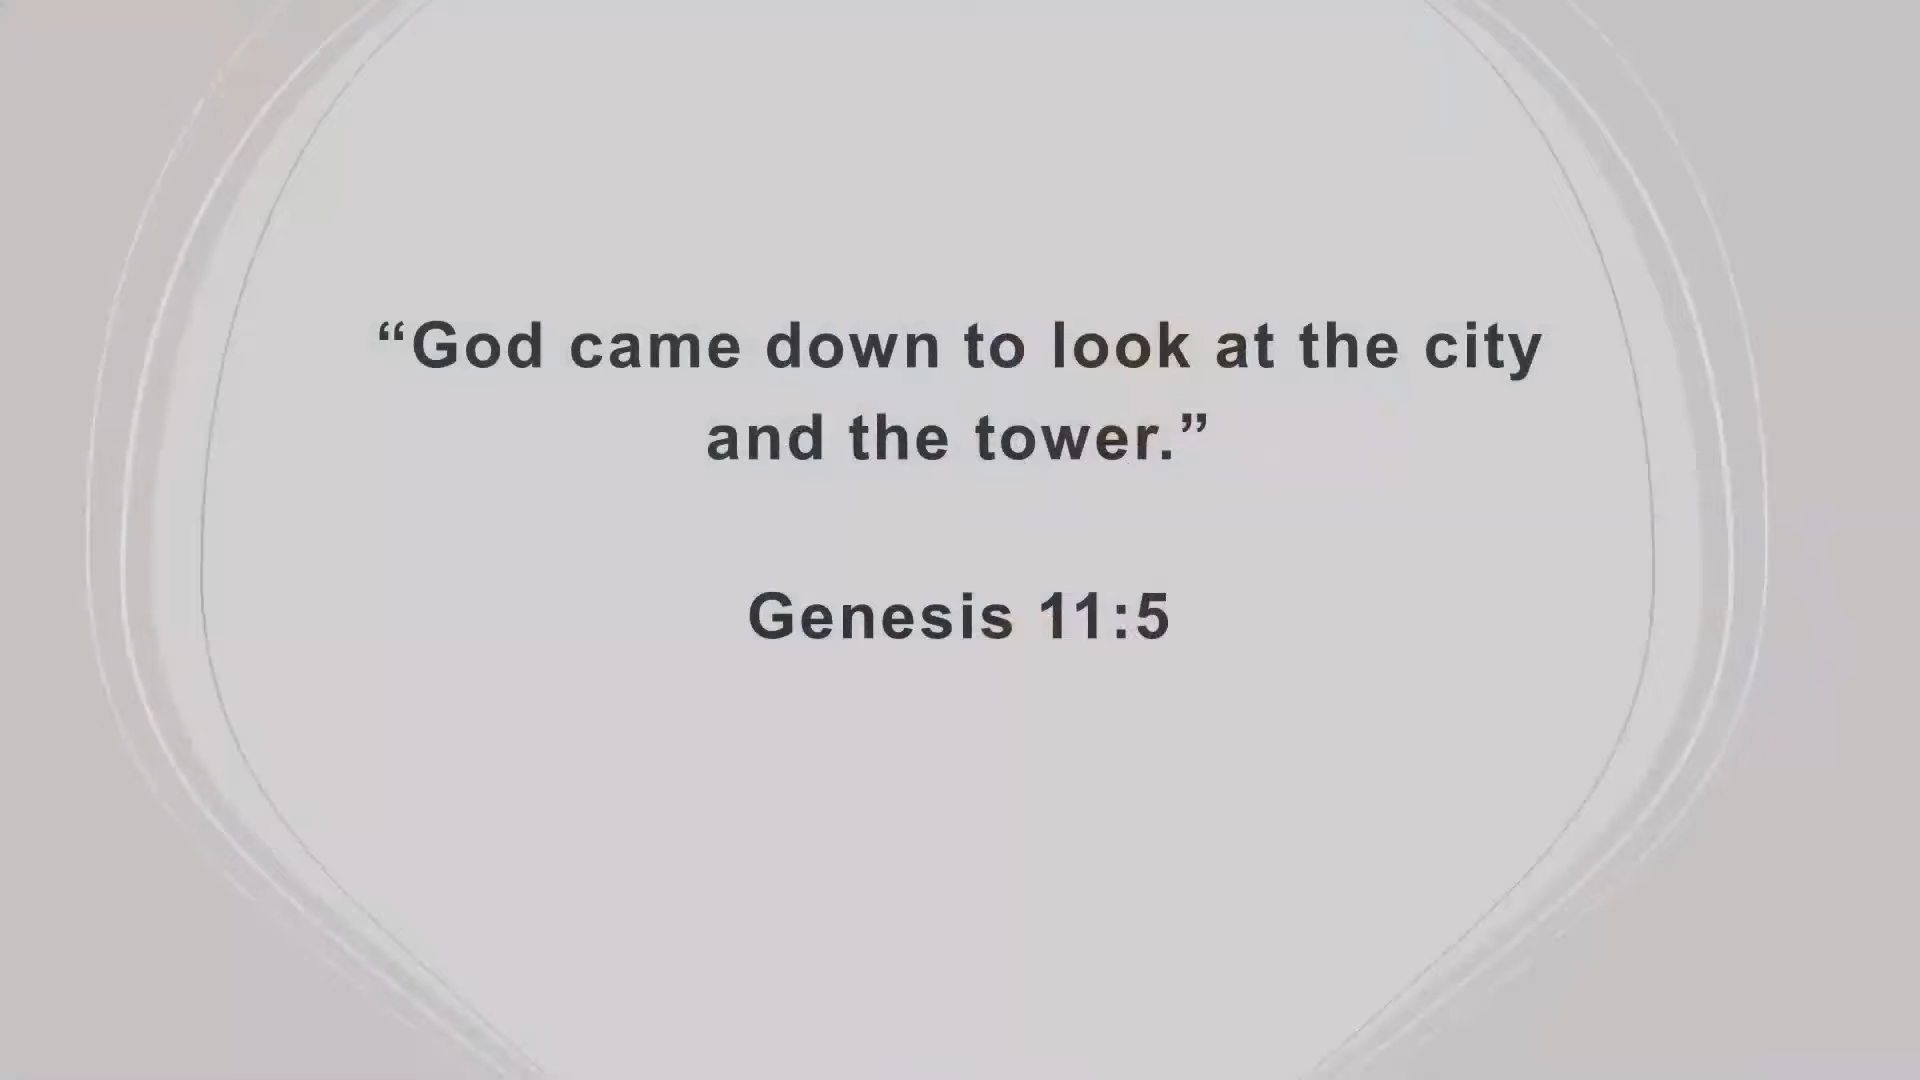 “God came down to look at the city
and the tower.”
Genesis 11:5